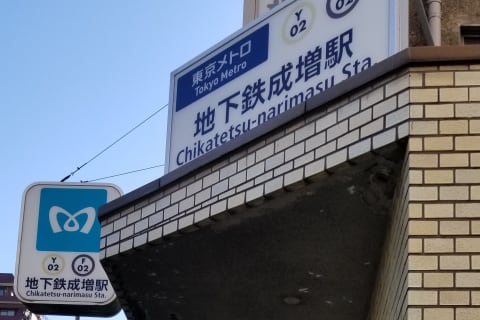 東京メトロ
Tokyo Metro
Y
02
地下鉄成増駅
Chikatetsu-narimasu Sta.
Y
02
F
02
地下鉄成増駅
Chikatetsu-narimasu Sta.